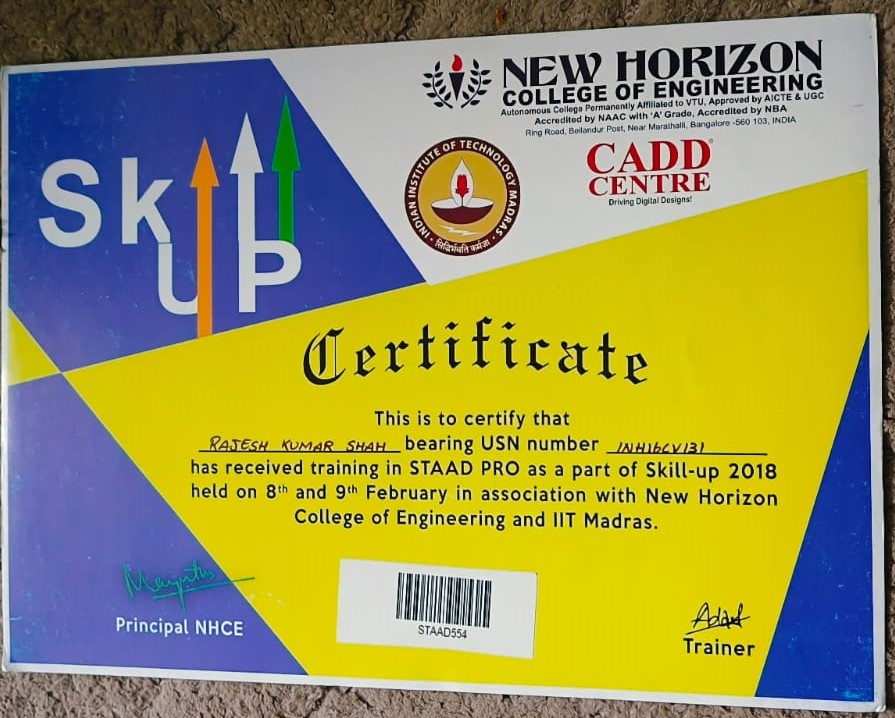 Sk
UP
NEW HORIZON
COLLEGE OF ENGINEERING
Autonomous College Permanently Affiliated to VTU, Approved by AICTE & UGC
Accredited by NAAC with 'A' Grade, Accredited by NBA
Ring Road, Bellandur Post, Near Marathalli, Bangalore -560 103, INDIA
INDIAN INSTITUTE OF TECHNOLOGY MADRAS
सिद्धिर्भवति कर्मजा
CADD
CENTRE
Driving Digital Designs!
Certificate
This is to certify that
RAJESH KUMAR SHAH bearing USN number 1NH16CV131
has received training in STAAD PRO as a part of Skill-up 2018
held on 8th and 9th February in association with New Horizon
College of Engineering and IIT Madras.
Principal NHCE
STAAD554
Trainer